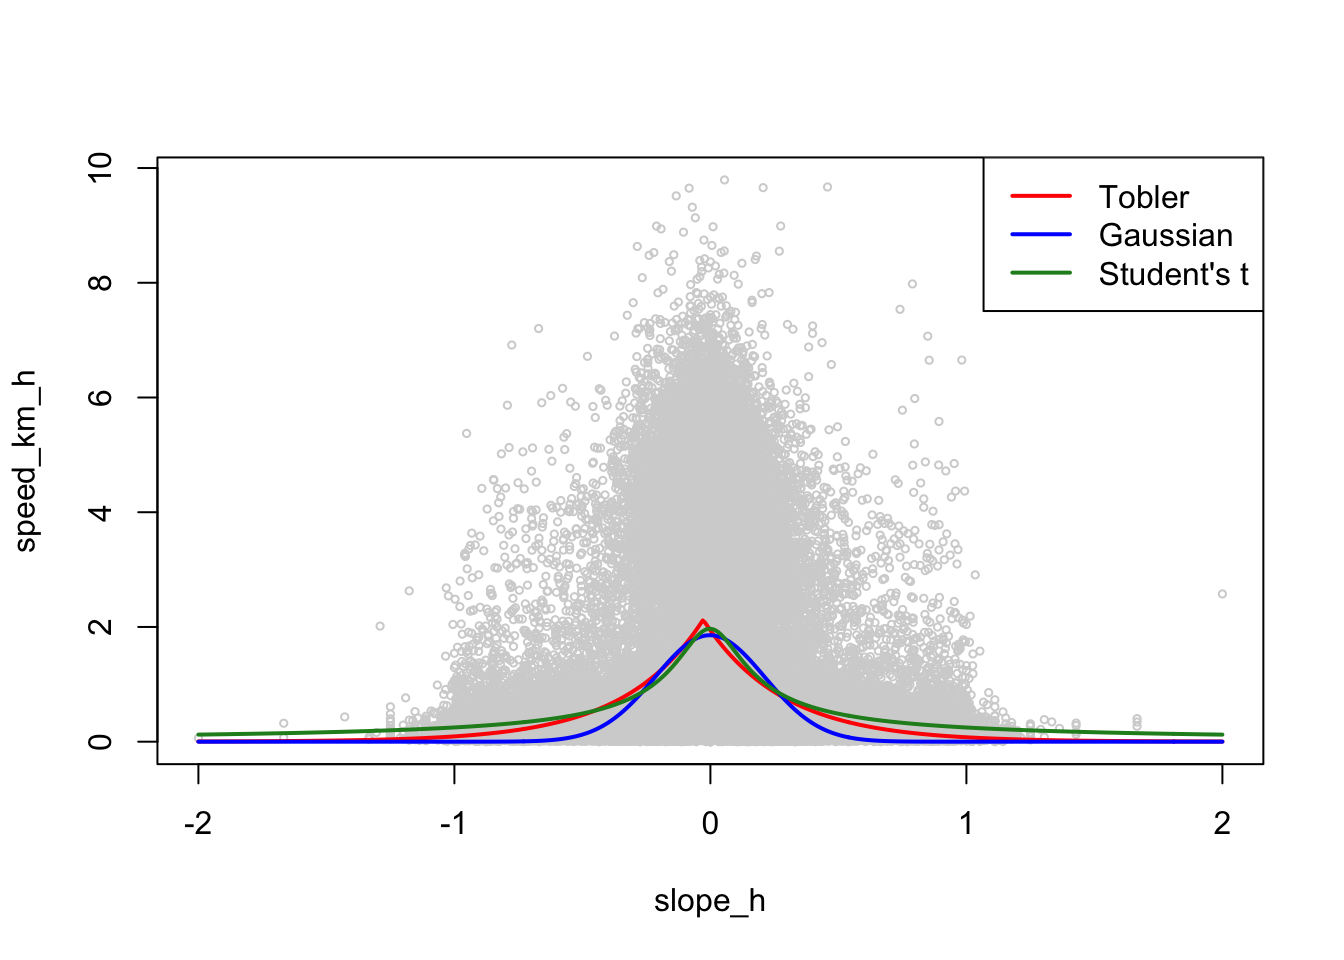 Tobler
Gaussian
Student's t
speed_km_h
10
8
6
4
2
0
-2 -1 0 1 2
slope_h